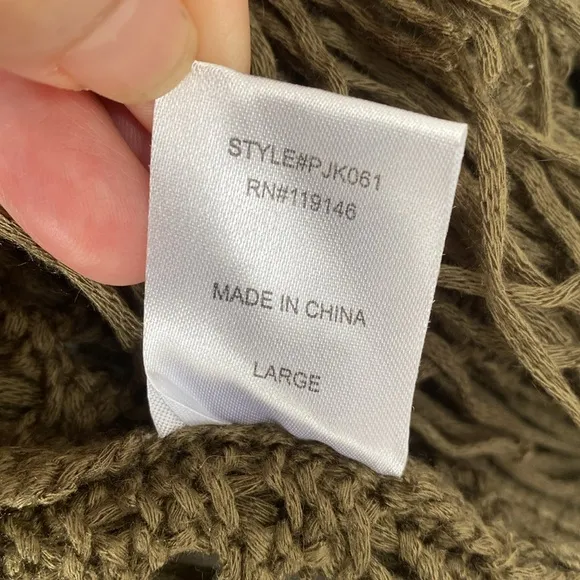 STYLE#PJK061
RN#119146
MADE IN CHINA
LARGE